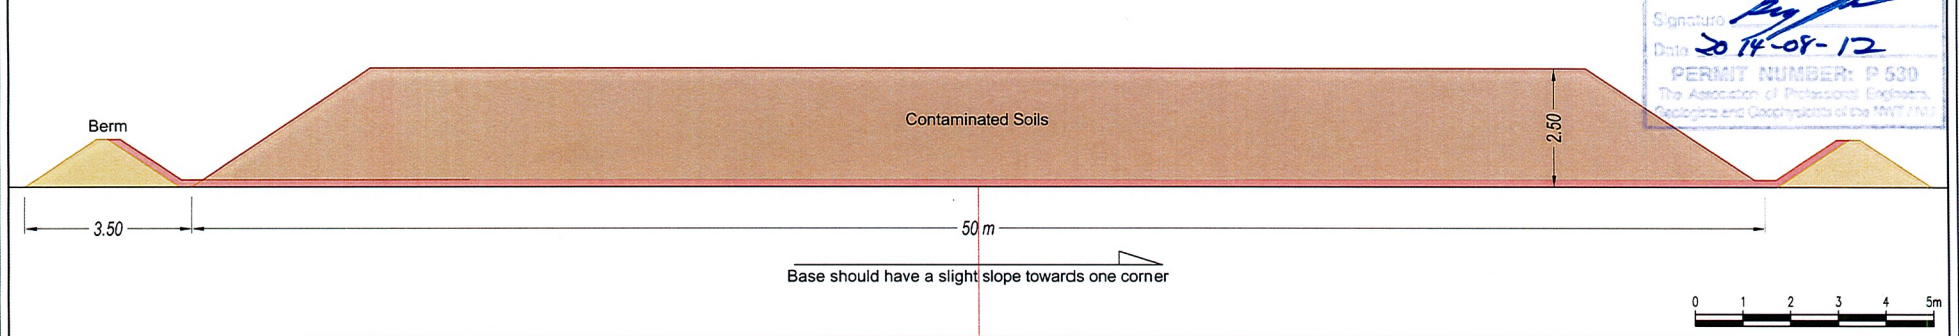 Signature
Date 2014-08-12
PERMIT NUMBER: P 530
The Association of Professional Engineers,
Geologists and Geophysicists of the NWT / NU
Berm
Contaminated Soils
2.50
3.50
50 m
Base should have a slight slope towards one corner
0 1 2 3 4 5m